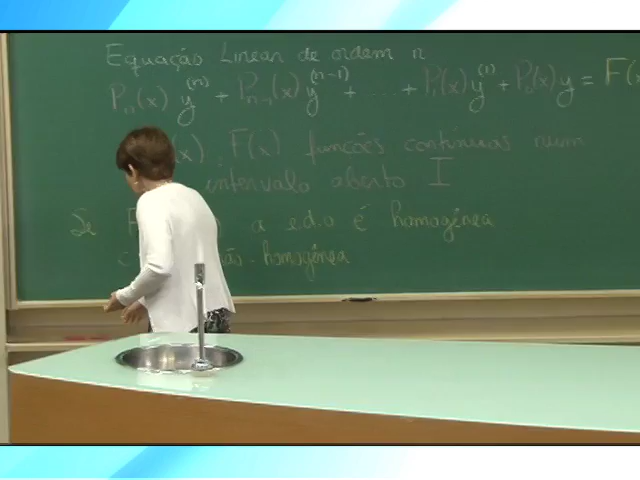 Equação Linear de ordem n
Pₙ(x) y⁽ⁿ⁾ + Pₙ₋₁(x) y⁽ⁿ⁻¹⁾ + ..... + P₁(x) y⁽¹⁾ + P₀(x) y = F(
(x), F(x) funções contínuas num
intervalo aberto I
Se a e.d.o é homogênea
não-homogênea